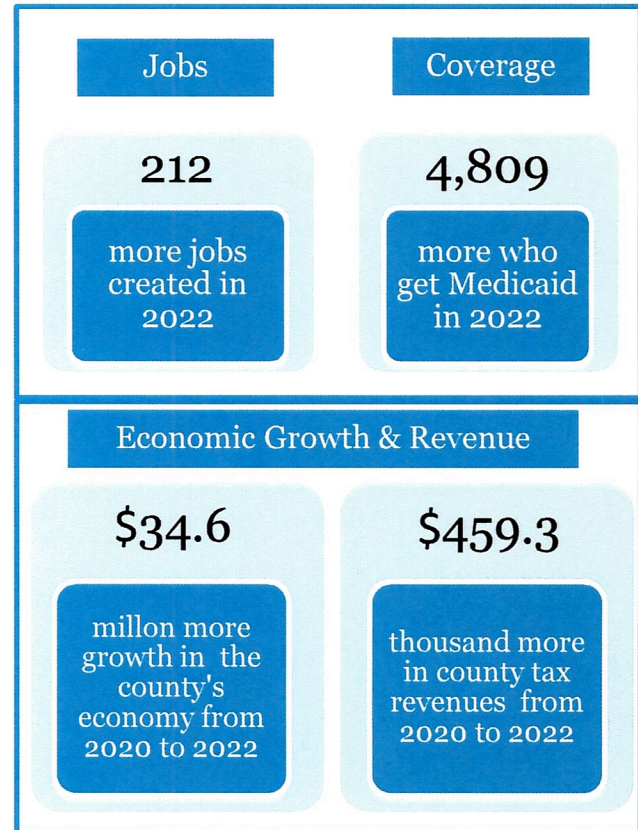 Jobs
Coverage
212
more jobs
created in
2022
4,809
more who
get Medicaid
in 2022
Economic Growth & Revenue
$34.6
millon more
growth in the
county's
economy from
2020 to 2022
$459.3
thousand more
in county tax
revenues from
2020 to 2022